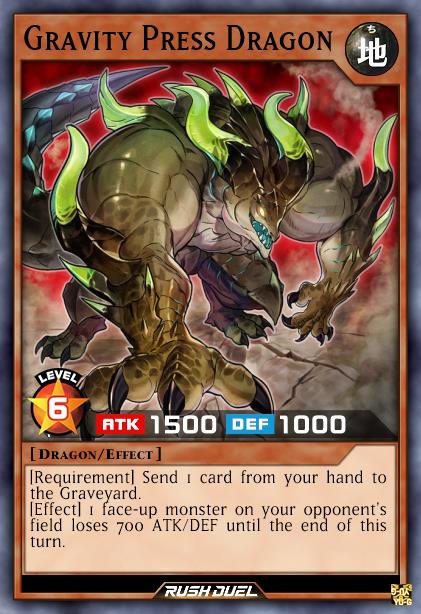 Gravity Press Dragon
ち
地
LEVEL
6
ATK 1500 DEF 1000
[Dragon/Effect]
[Requirement] Send 1 card from your hand to
the Graveyard.
[Effect] 1 face-up monster on your opponent's
field loses 700 ATK/DEF until the end of this
turn.
RUSH DUEL